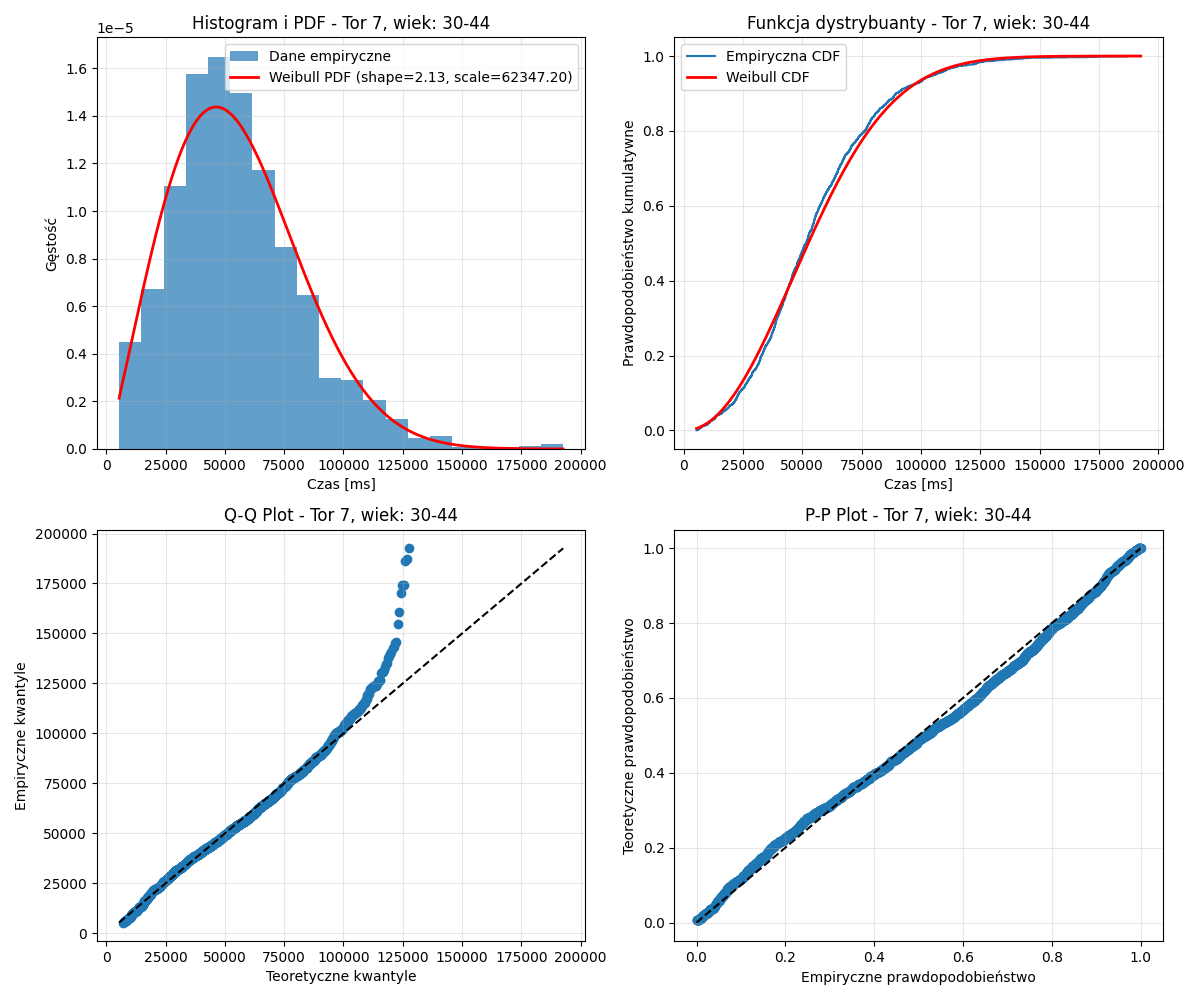 Histogram i PDF - Tor 7, wiek: 30-44
1e−5
Dane empiryczne
Weibull PDF (shape=2.13, scale=62347.20)
1.6
1.4
1.2
1.0
0.8
0.6
0.4
0.2
0.0
Gęstość
0 25000 50000 75000 100000 125000 150000 175000 200000
Czas [ms]
Funkcja dystrybuanty - Tor 7, wiek: 30-44
Empiryczna CDF
Weibull CDF
1.0
0.8
0.6
0.4
0.2
0.0
Prawdopodobieństwo kumulatywne
0 25000 50000 75000 100000 125000 150000 175000 200000
Czas [ms]
Q-Q Plot - Tor 7, wiek: 30-44
200000
175000
150000
125000
100000
75000
50000
25000
0
Empiryczne kwantyle
0 25000 50000 75000 100000 125000 150000 175000 200000
Teoretyczne kwantyle
P-P Plot - Tor 7, wiek: 30-44
1.0
0.8
0.6
0.4
0.2
0.0
Teoretyczne prawdopodobieństwo
0.0 0.2 0.4 0.6 0.8 1.0
Empiryczne prawdopodobieństwo